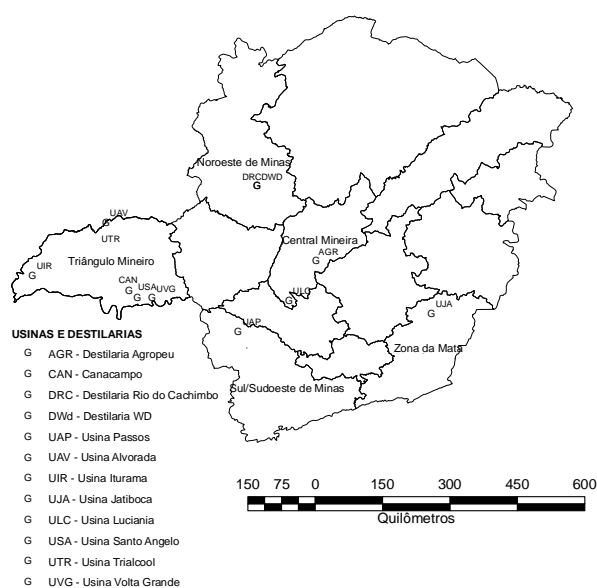 Noroeste de Minas
DRCDWD
G
UAV
G
UTR
Central Mineira
AGR
G
Triângulo Mineiro
UIR
G
CAN
G
USA UVG
G G
ULC
G
UJA
G
UAP
G
Zona da Mata
Sul/Sudoeste de Minas
USINAS E DESTILARIAS
G AGR - Destilaria Agropeu
G CAN - Canacampo
G DRC - Destilaria Rio do Cachimbo
G DWd - Destilaria WD
G UAP - Usina Passos
G UAV - Usina Alvorada
G UIR - Usina Iturama
G UJA - Usina Jatiboca
G ULC - Usina Luciania
G USA - Usina Santo Angelo
G UTR - Usina Trialcool
G UVG - Usina Volta Grande
150 75 0 150 300 450 600
Quilômetros